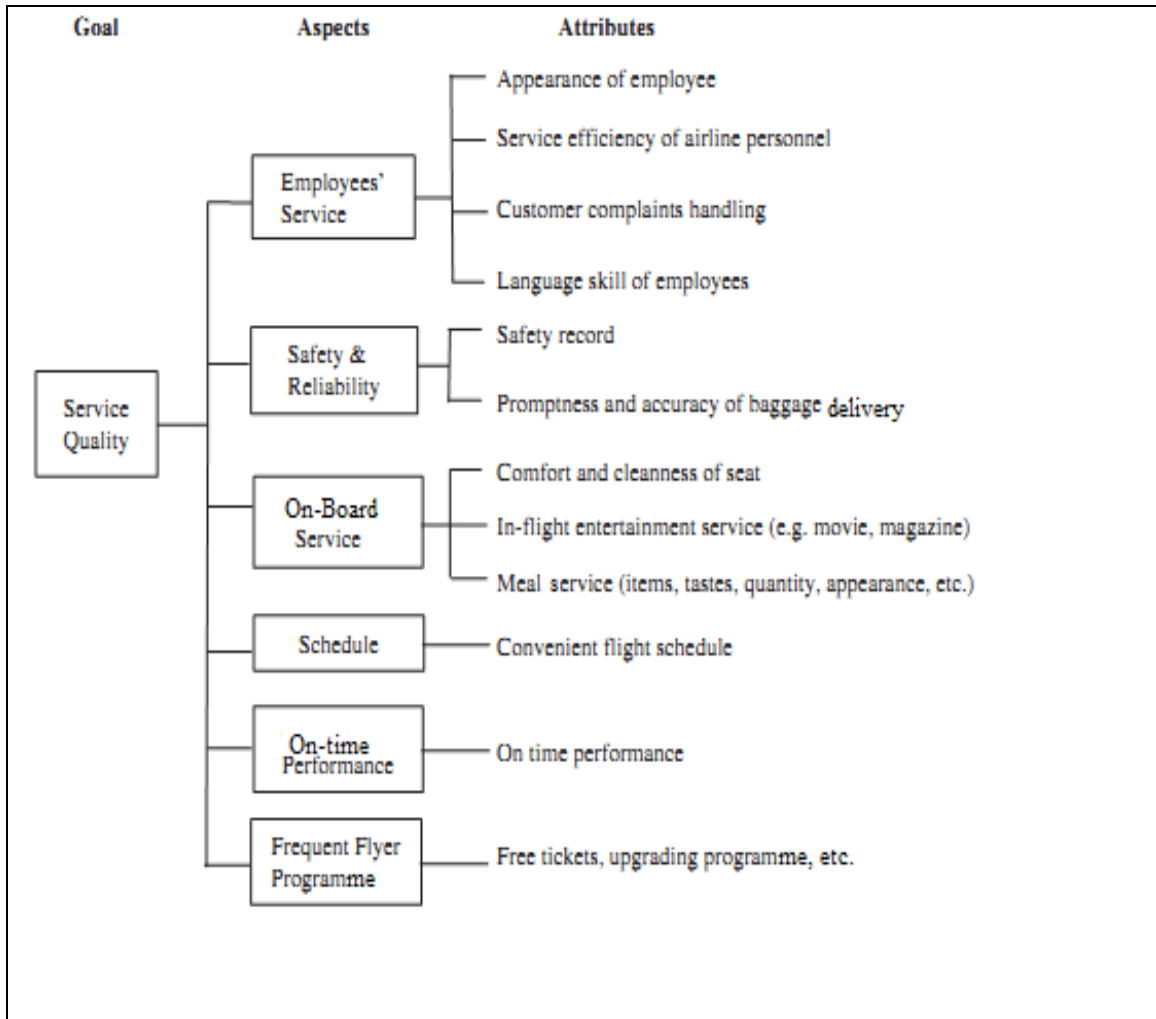 Goal Aspects Attributes
Appearance of employee
Service efficiency of airline personnel
Employees'
Service
Customer complaints handling
Language skill of employees
Safety record
Safety &
Reliability
Promptness and accuracy of baggage delivery
Service
Quality
Comfort and cleanness of seat
On-Board
Service
In-flight entertainment service (e.g. movie, magazine)
Meal service (items, tastes, quantity, appearance, etc.)
Schedule
Convenient flight schedule
On-time
Performance
On time performance
Frequent Flyer
Programme
Free tickets, upgrading programme, etc.